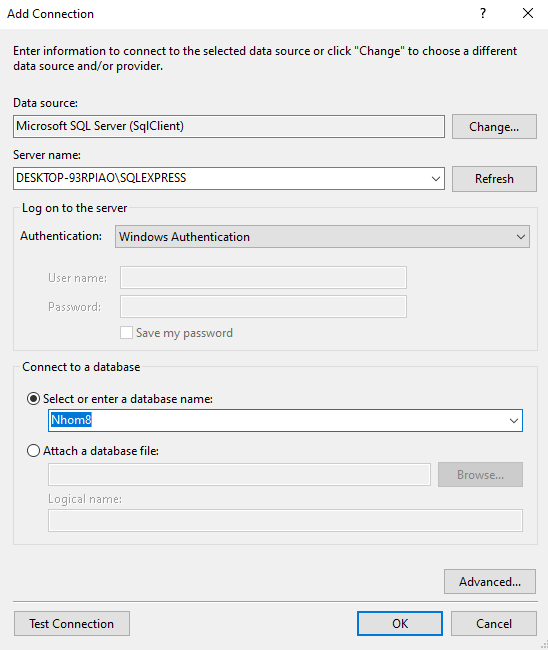 Add Connection
?
Enter information to connect to the selected data source or click "Change" to choose a different
data source and/or provider.
Data source:
Microsoft SQL Server (SqlClient)
Change...
Server name:
DESKTOP-93RPIAO\SQLEXPRESS
Refresh
Log on to the server
Authentication:
Windows Authentication
User name:
Password:
Save my password
Connect to a database
Select or enter a database name:
Nhom8
Attach a database file:
Browse...
Logical name:
Advanced...
Test Connection
OK
Cancel